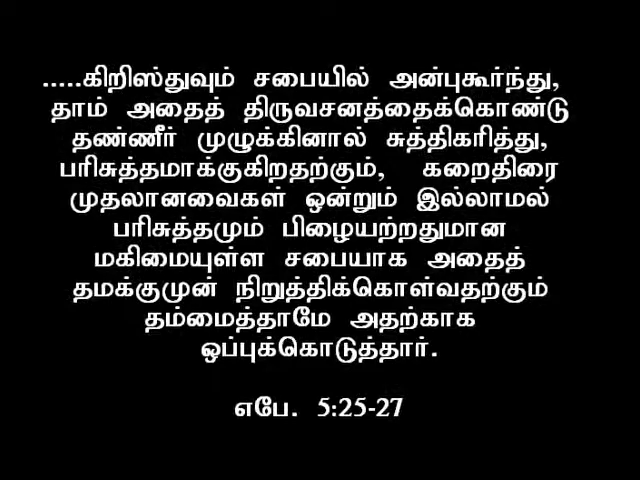 .....கிறிஸ்துவும் சபையில் அன்புகூர்ந்து,
தாம் அதைத் திருவசனத்தைக்கொண்டு
தண்ணீர் முழுக்கினால் சுத்திகரித்து,
பரிசுத்தமாக்குகிறதற்கும், கறைதிரை
முதலானவைகள் ஒன்றும் இல்லாமல்
பரிசுத்தமும் பிழையற்றதுமான
மகிமையுள்ள சபையாக அதைத்
தமக்குமுன் நிறுத்திக்கொள்வதற்கும்
தம்மைத்தாமே அதற்காக
ஒப்புக்கொடுத்தார்.
எபே. 5:25-27